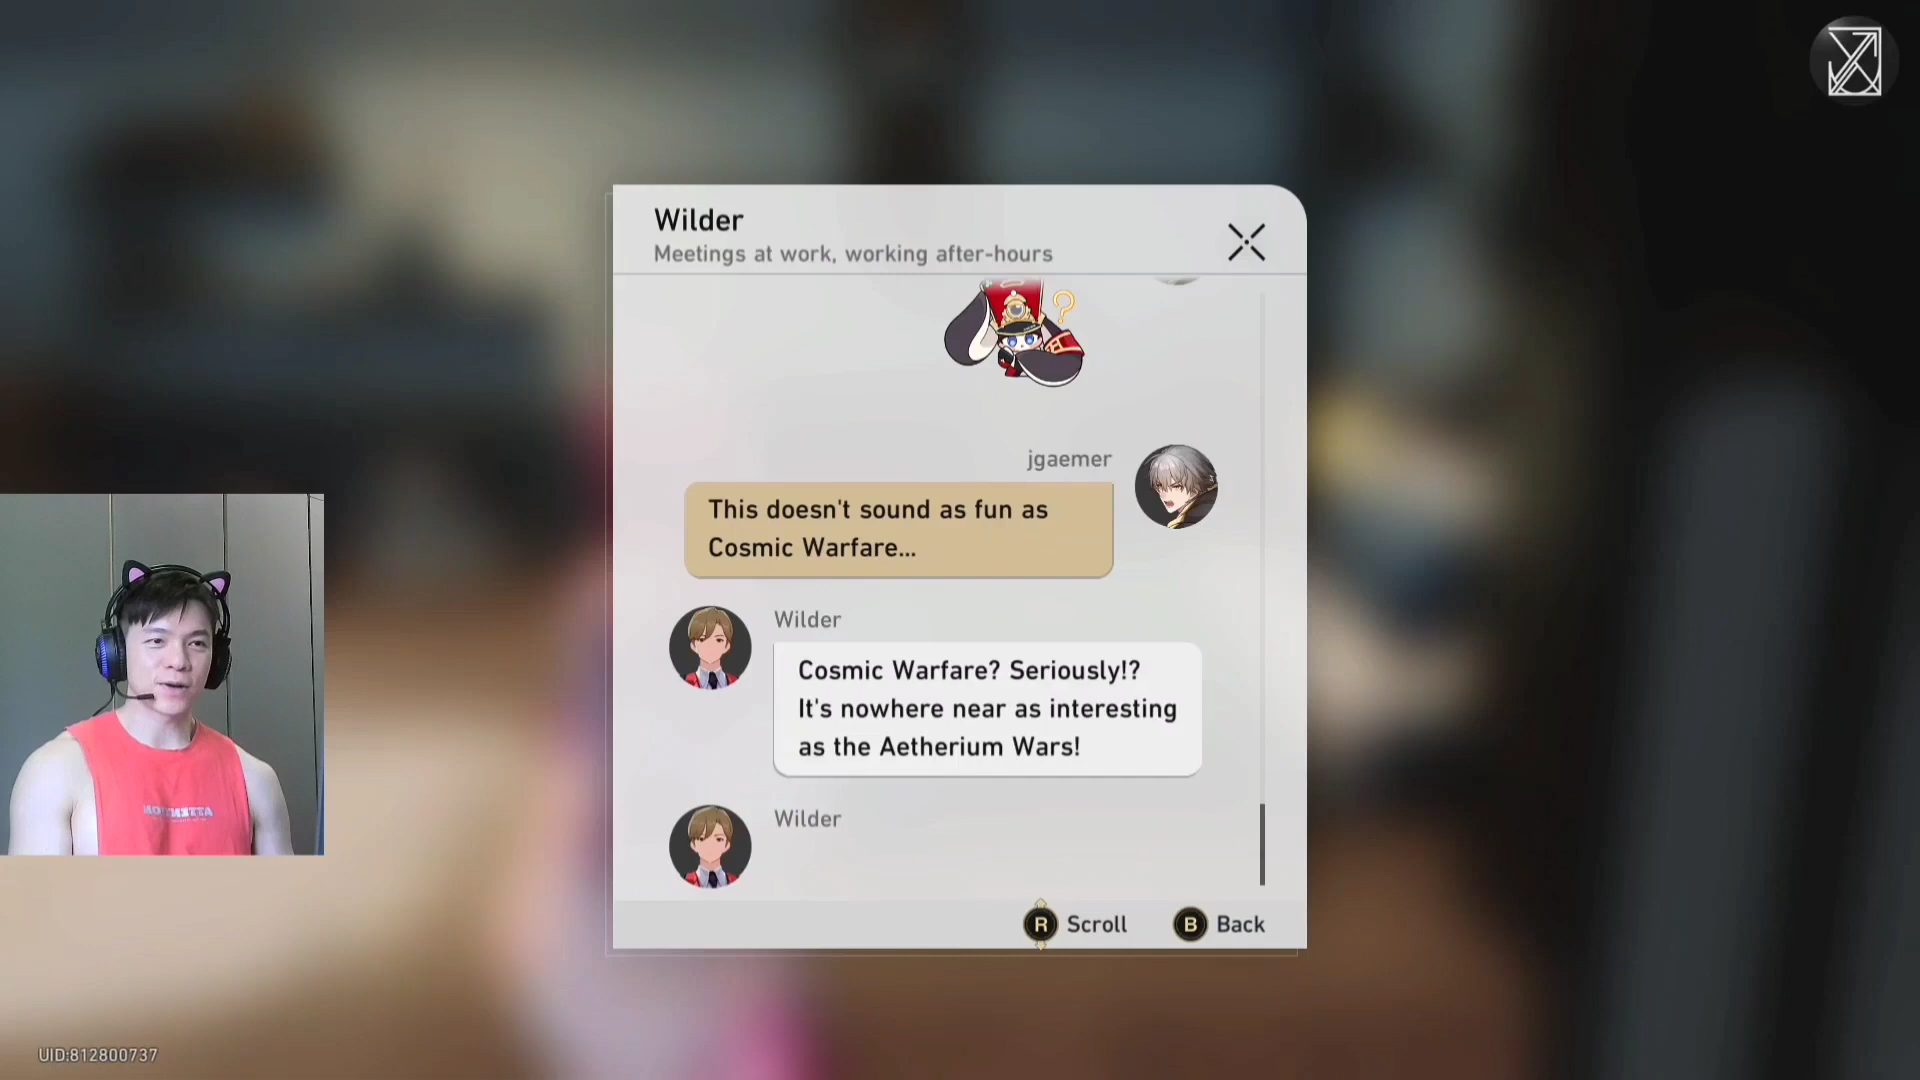 Wilder
Meetings at work, working after-hours
?
jgaemer
This doesn't sound as fun as
Cosmic Warfare...
Wilder
Cosmic Warfare? Seriously!?
It's nowhere near as interesting
as the Aetherium Wars!
Wilder
R Scroll
B Back
UID:812800737